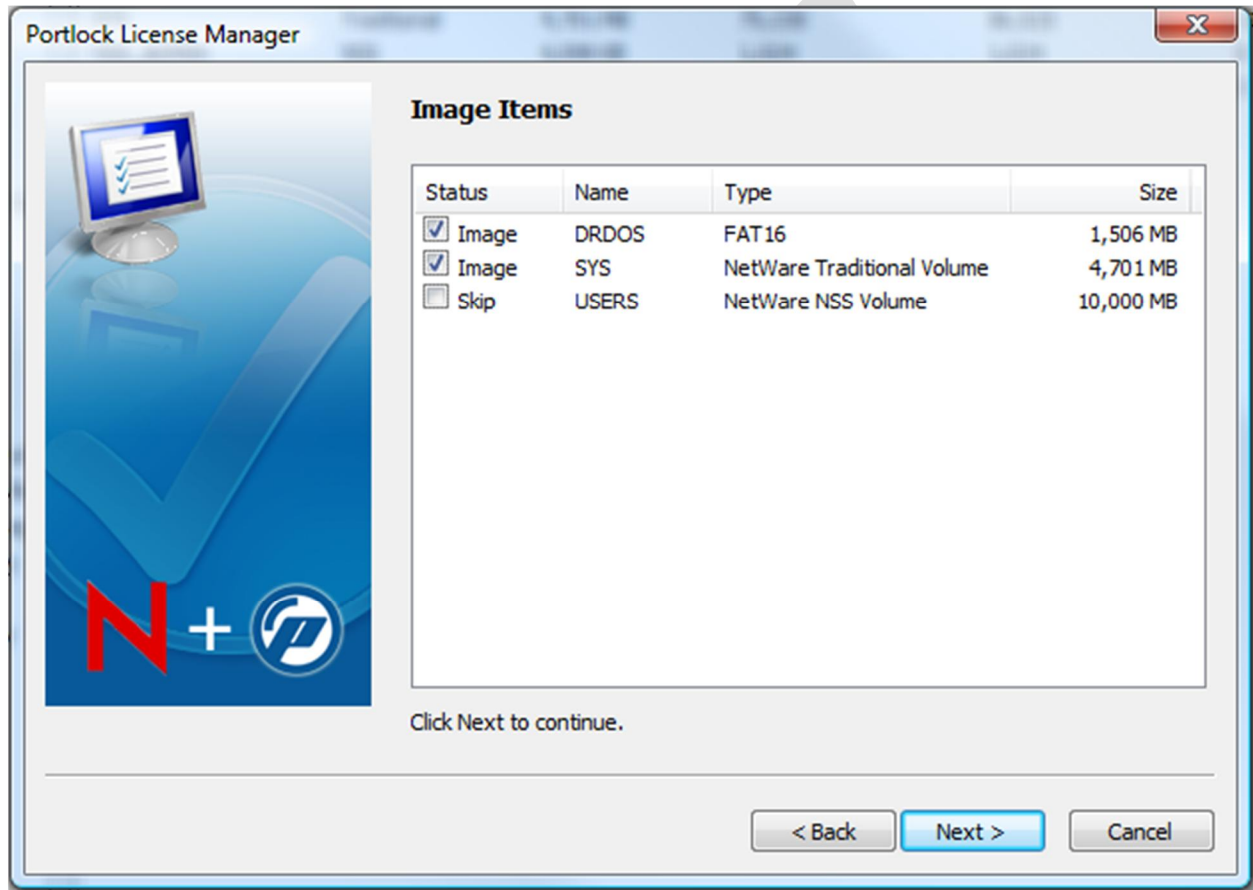 Portlock License Manager
Image Items
Status Name Type Size
Image DRDOS FAT16 1,506 MB
Image SYS NetWare Traditional Volume 4,701 MB
Skip USERS NetWare NSS Volume 10,000 MB
N +
Click Next to continue.
< Back Next > Cancel